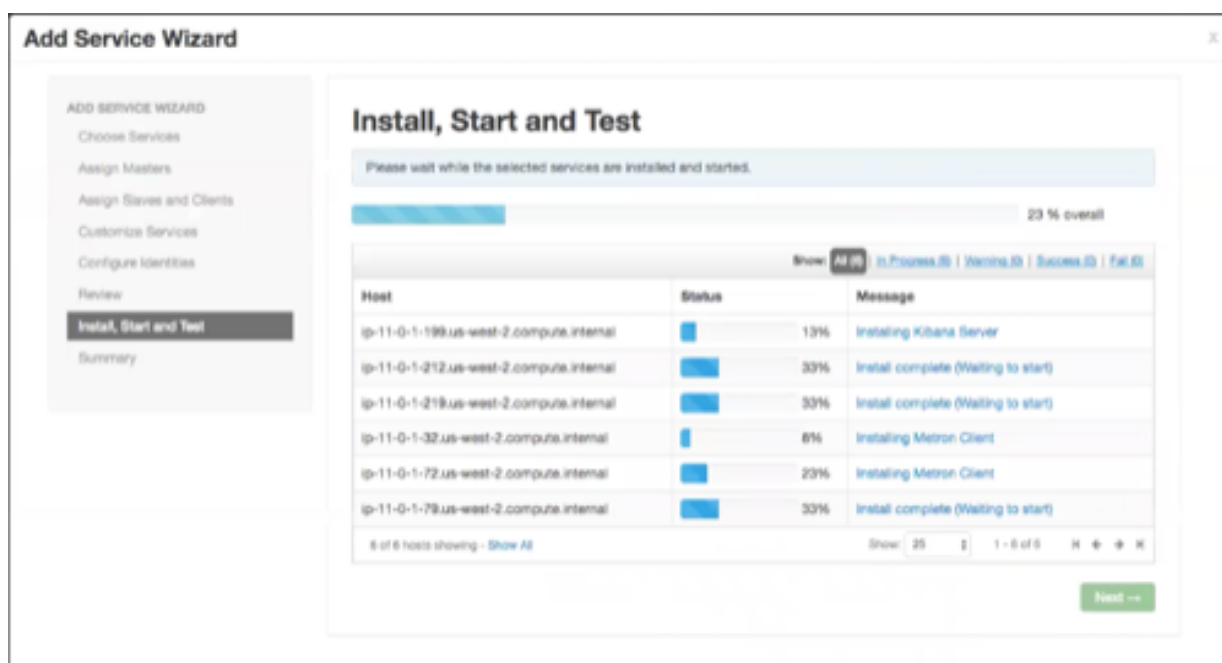 Add Service Wizard
x
ADD SERVICE WIZARD
Choose Services
Assign Masters
Assign Slaves and Clients
Customize Services
Configure Identities
Review
Install, Start and Test
Summary
Install, Start and Test
Please wait while the selected services are installed and started.
23 % overall
Show: All (6) | In Progress (6) | Warning (0) | Success (0) | Fail (0)
Host Status Message
ip-11-0-1-199.us-west-2.compute.internal 13% Installing Kibana Server
ip-11-0-1-212.us-west-2.compute.internal 33% Install complete (Waiting to start)
ip-11-0-1-219.us-west-2.compute.internal 33% Install complete (Waiting to start)
ip-11-0-1-32.us-west-2.compute.internal 8% Installing Metron Client
ip-11-0-1-72.us-west-2.compute.internal 23% Installing Metron Client
ip-11-0-1-79.us-west-2.compute.internal 33% Install complete (Waiting to start)
6 of 6 hosts showing - Show All Show: 25 1 - 6 of 6
Next →